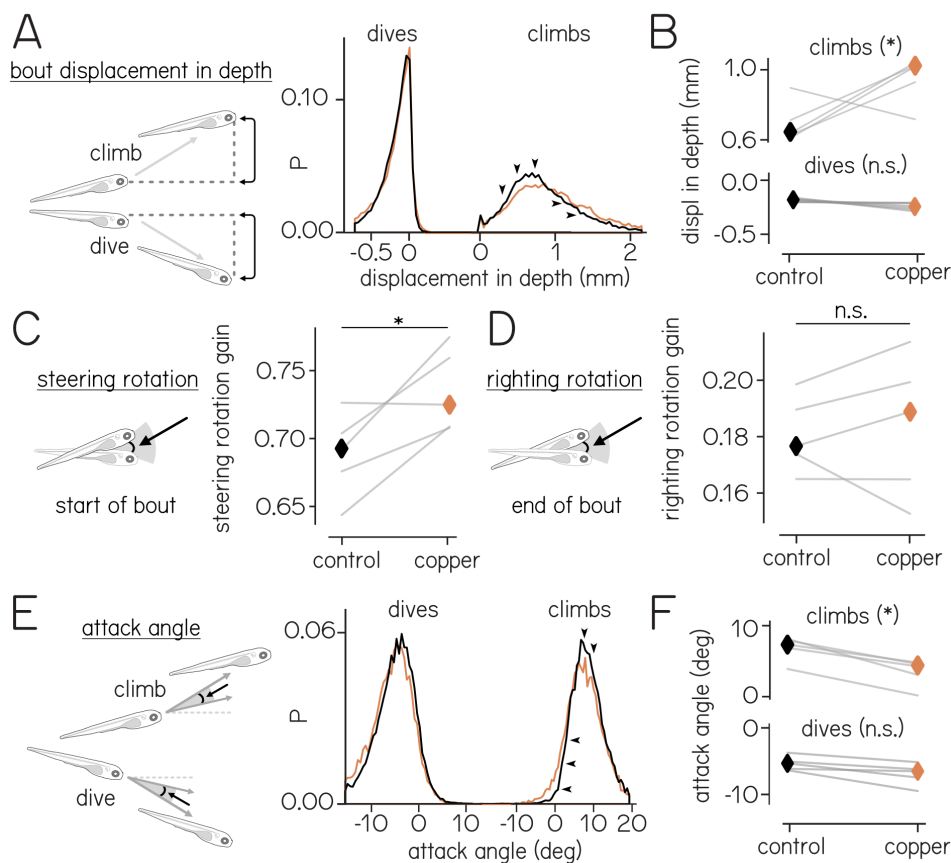 A
bout displacement in depth
climb
dive
dives
climbs
P
0.10
0.00
-0.5
0
0
1
2
displacement in depth (mm)
B
climbs (*)
1.0
0.6
dives (n.s.)
0.0
-0.5
displ in depth (mm)
control
copper
C
steering rotation
start of bout
steering rotation gain
*
0.75
0.70
0.65
control
copper
D
righting rotation
end of bout
righting rotation gain
n.s.
0.20
0.18
0.16
control
copper
E
attack angle
climb
dive
dives
climbs
P
0.06
0.00
-10
0
10
-10
0
10
20
attack angle (deg)
F
climbs (*)
10
0
dives (n.s.)
0
-10
attack angle (deg)
control
copper